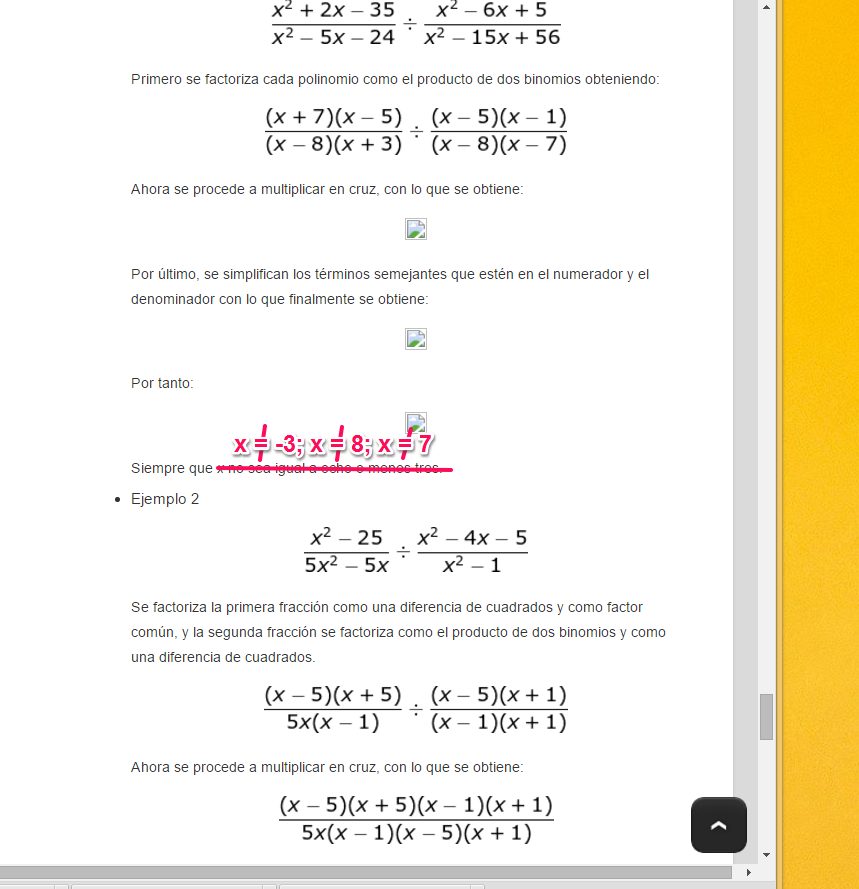 x² + 2x − 35 / x² − 5x − 24 ÷ x² − 6x + 5 / x² − 15x + 56
Primero se factoriza cada polinomio como el producto de dos binomios obteniendo:
(x + 7)(x − 5) / (x − 8)(x + 3) ÷ (x − 5)(x − 1) / (x − 8)(x − 7)
Ahora se procede a multiplicar en cruz, con lo que se obtiene:
Por último, se simplifican los términos semejantes que estén en el numerador y el
denominador con lo que finalmente se obtiene:
Por tanto:
x ≠ -3; x ≠ 8; x ≠ 7
Siempre que x no sea igual a ocho o menos tres.
• Ejemplo 2
x² − 25 / 5x² − 5x ÷ x² − 4x − 5 / x² − 1
Se factoriza la primera fracción como una diferencia de cuadrados y como factor
común, y la segunda fracción se factoriza como el producto de dos binomios y como
una diferencia de cuadrados.
(x − 5)(x + 5) / 5x(x − 1) ÷ (x − 5)(x + 1) / (x − 1)(x + 1)
Ahora se procede a multiplicar en cruz, con lo que se obtiene:
(x − 5)(x + 5)(x − 1)(x + 1) / 5x(x − 1)(x − 5)(x + 1)